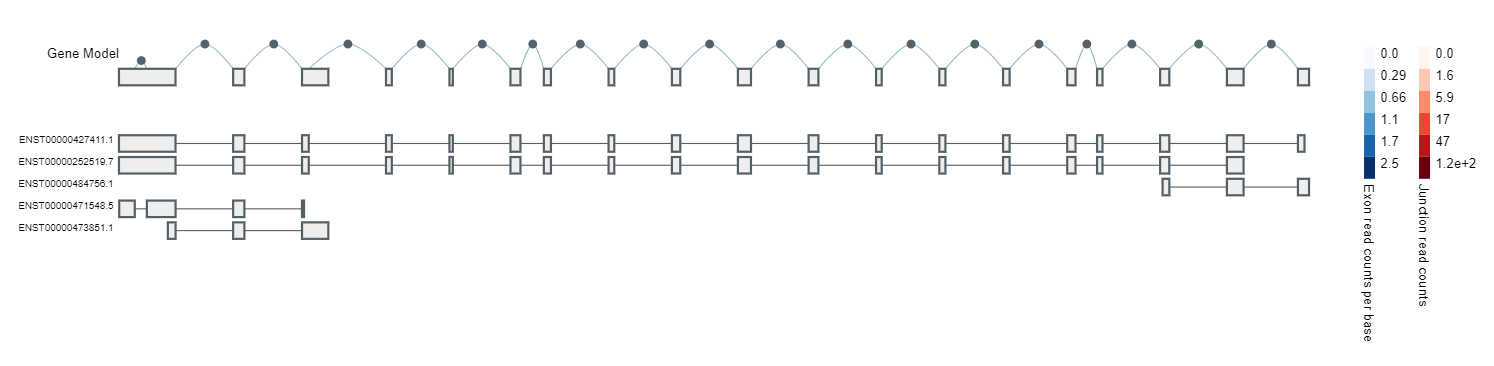 Gene Model
ENST00000427411.1
ENST00000252519.7
ENST00000484756.1
ENST00000471548.5
ENST00000473851.1
0.0
0.29
0.66
1.1
1.7
2.5
Exon read counts per base
0.0
1.6
5.9
17
47
1.2e+2
Junction read counts